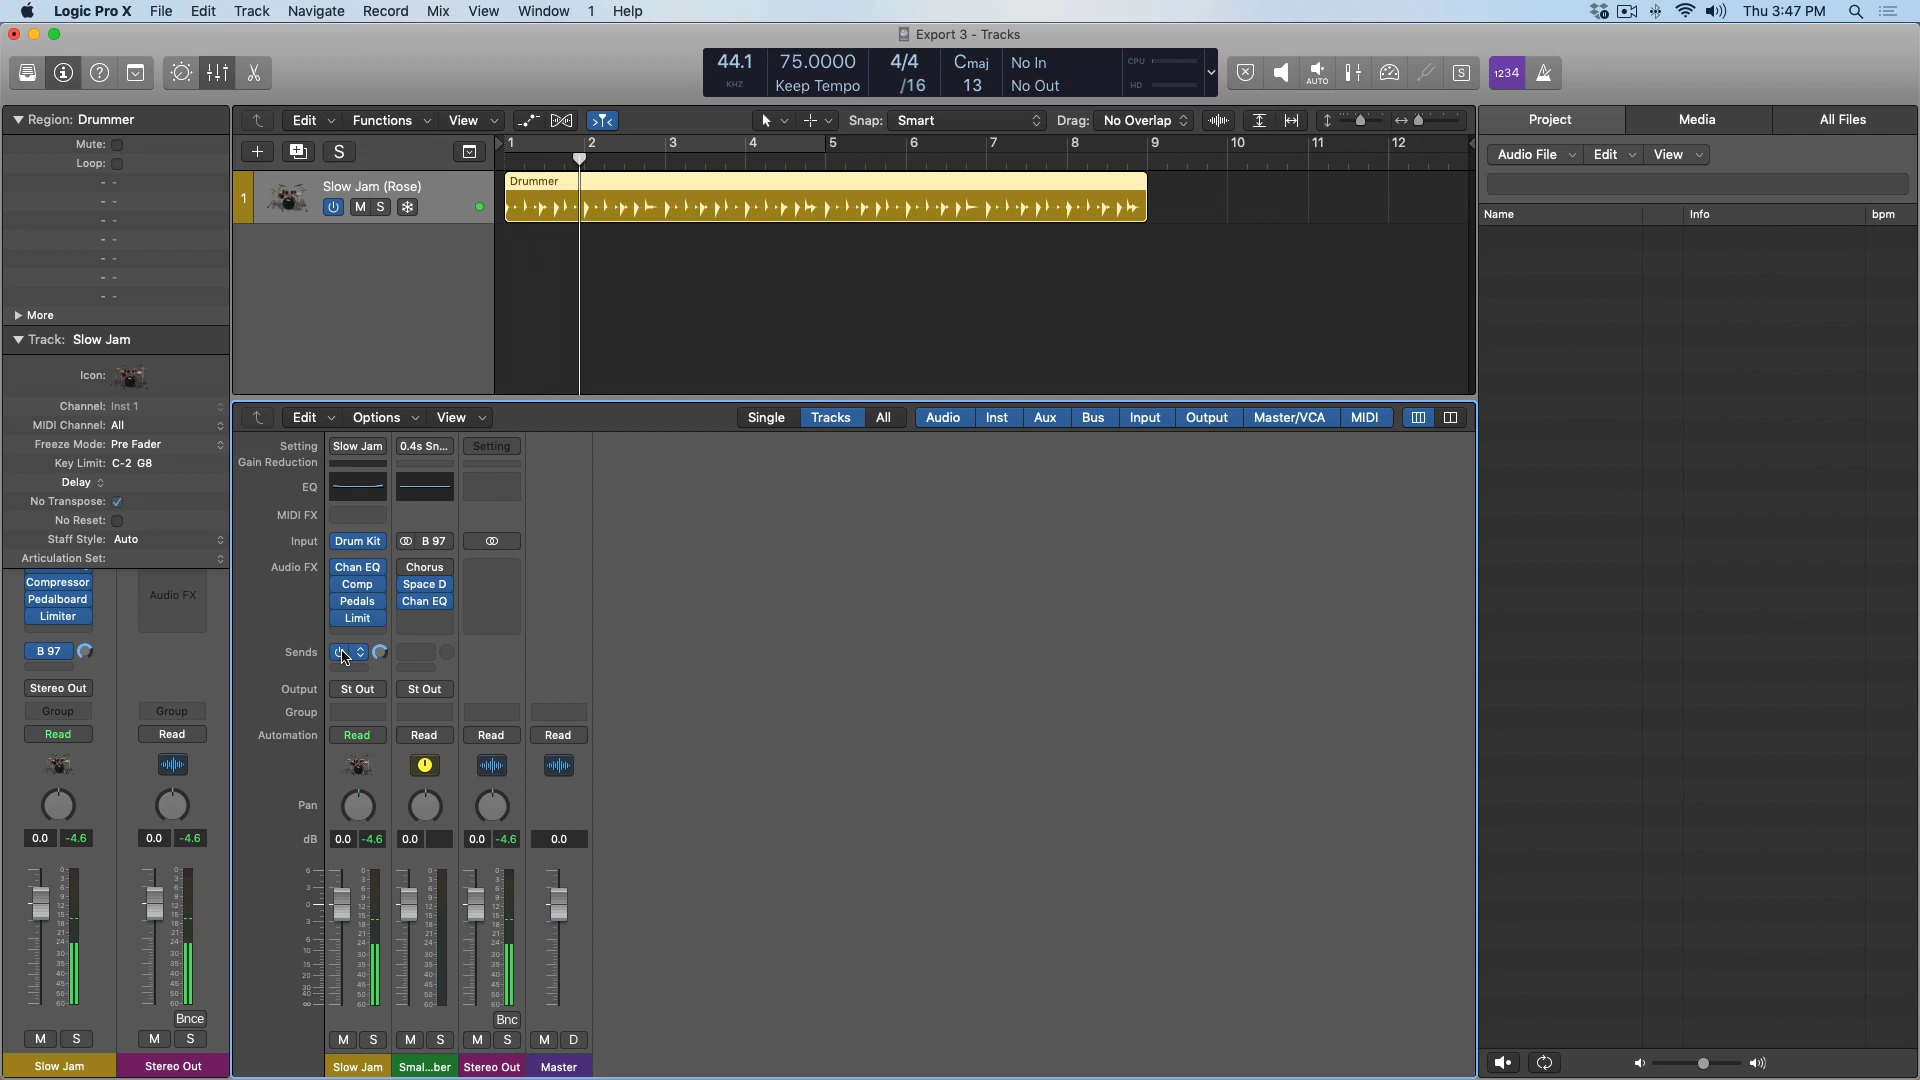 Logic Pro X File Edit Track Navigate Record Mix View Window 1 Help
Thu 3:47 PM
Export 3 - Tracks
44.1 75.0000 4/4 Cmaj No In CPU
KHZ Keep Tempo /16 13 No Out HD
AUTO
S
1234
Region: Drummer
Mute:
Loop:
- -
- -
- -
- -
- -
- -
- -
More
Track: Slow Jam
Icon:
Channel: Inst 1
MIDI Channel: All
Freeze Mode: Pre Fader
Key Limit: C-2 G8
Delay
No Transpose:
No Reset:
Staff Style: Auto
Articulation Set:
Compressor Audio FX
Pedalboard
Limiter
B 97
Stereo Out
Group Group
Read Read
0.0 -4.6 0.0 -4.6
Bnce
M S M S
Slow Jam Stereo Out
Edit Functions View Snap: Smart Drag: No Overlap
S 1 2 3 4 5 6 7 8 9 10 11 12
1 Slow Jam (Rose) Drummer
M S
Edit Options View Single Tracks All Audio Inst Aux Bus Input Output Master/VCA MIDI
Setting Slow Jam 0.4s Sn... Setting
Gain Reduction
EQ
MIDI FX
Input Drum Kit B 97
Audio FX Chan EQ Chorus
Comp Space D
Pedals Chan EQ
Limit
Sends
Output St Out St Out
Group
Automation Read Read Read Read
Pan
dB 0.0 -4.6 0.0 0.0 -4.6 0.0
Bnc
M S M S M S M D
Slow Jam Smal...ber Stereo Out Master
Project Media All Files
Audio File Edit View
Name Info bpm